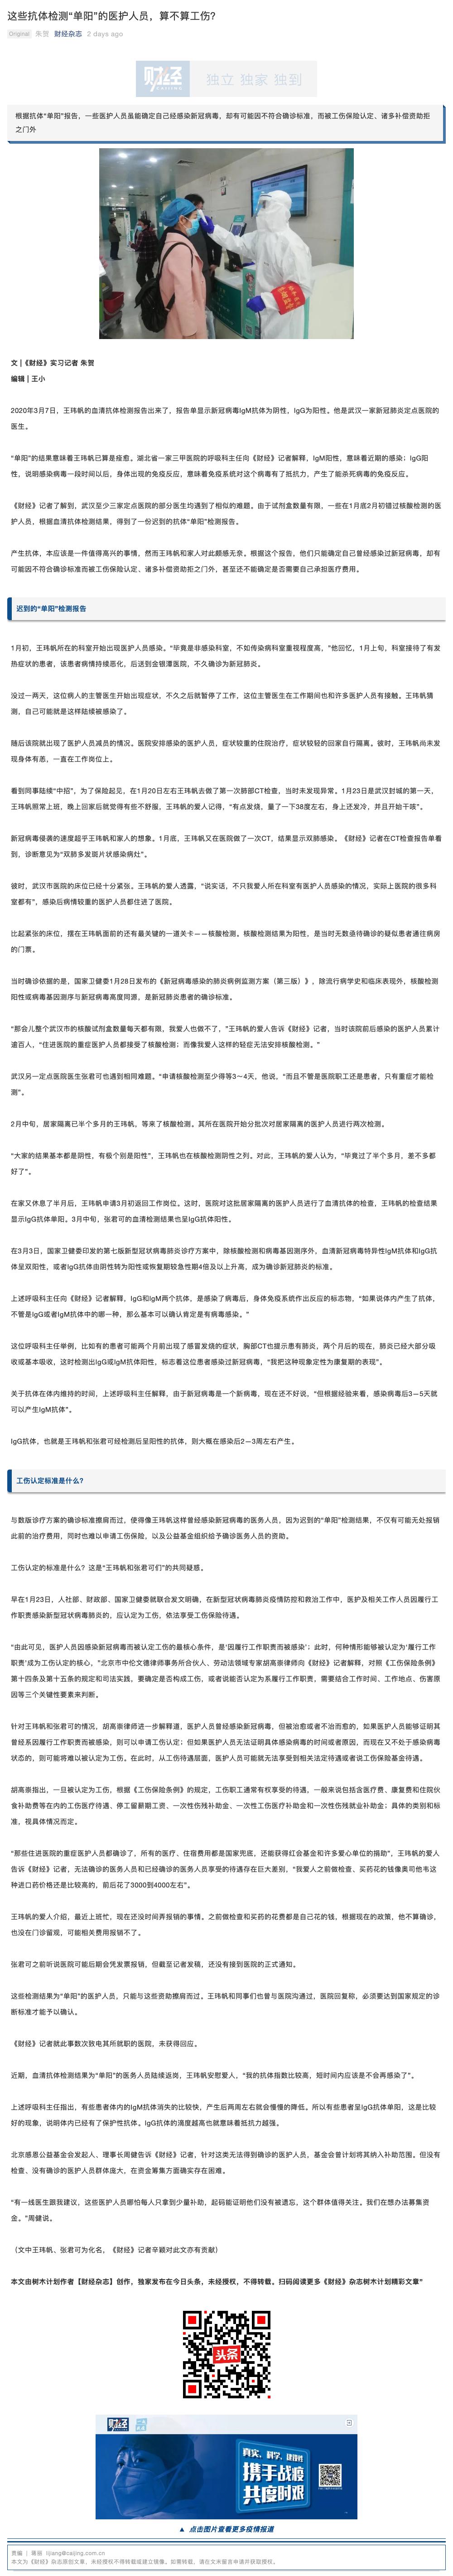 这些抗体检测“单阳”的医护人员，算不算工伤?
Original 朱贺 财经杂志 2 days ago
财经 独立 独家 独到
CAIJING
根据抗体“单阳”报告，一些医护人员虽能确定自己经感染新冠病毒，却有可能因不符合确诊标准，而被工伤保险认定、诸多补偿资助拒
之门外
文 |《财经》实习记者 朱贺
编辑 | 王小
2020年3月7日，王玮帆的血清抗体检测报告出来了，报告单显示新冠病毒IgM抗体为阴性，IgG为阳性。他是武汉一家新冠肺炎定点医院的
医生。
“单阳”的结果意味着王玮帆已算是痊愈。湖北省一家三甲医院的呼吸科主任向《财经》记者解释，IgM阳性，意味着近期的感染；IgG阳
性，说明感染病毒一段时间以后，身体出现的免疫反应，意味着免疫系统对这个病毒有了抵抗力，产生了能杀死病毒的免疫反应。
《财经》记者了解到，武汉至少三家定点医院的部分医生均遇到了相似的难题。由于试剂盒数量有限，一些在1月底2月初错过核酸检测的医
护人员，根据血清抗体检测结果，得到了一份迟到的抗体“单阳”检测报告。
产生抗体，本应该是一件值得高兴的事情，然而王玮帆和家人对此颇感无奈。根据这个报告，他们只能确定自己曾经感染过新冠病毒，却有
可能因不符合确诊标准而被工伤保险认定、诸多补偿资助拒之门外，甚至还不能确定是否需要自己承担医疗费用。
迟到的“单阳”检测报告
1月初，王玮帆所在的科室开始出现医护人员感染。“毕竟是非感染科室，不如传染病科室重视程度高，”他回忆，1月上旬，科室接待了有发
热症状的患者，该患者病情持续恶化，后送到金银潭医院，不久确诊为新冠肺炎。
没过一两天，这位病人的主管医生开始出现症状，不久之后就暂停了工作，这位主管医生在工作期间也和许多医护人员有接触。王玮帆猜
测，自己可能就是这样陆续被感染了。
随后该院就出现了医护人员减员的情况。医院安排感染的医护人员，症状较重的住院治疗，症状较轻的回家自行隔离。彼时，王玮帆尚未发
现身体有恙，一直在工作岗位上。
看到同事陆续“中招”，为了保险起见，在1月20日左右王玮帆去做了第一次肺部CT检查，当时未发现异常。1月23日是武汉封城的第一天，
王玮帆照常上班，晚上回家后就觉得有些不舒服，王玮帆的爱人记得，“有点发烧，量了一下38度左右，身上还发冷，并且开始干咳”。
新冠病毒侵袭的速度超乎王玮帆和家人的想象。1月底，王玮帆又在医院做了一次CT，结果显示双肺感染。《财经》记者在CT检查报告单看
到，诊断意见为“双肺多发斑片状感染病灶”。
彼时，武汉市医院的床位已经十分紧张。王玮帆的爱人透露，“说实话，不只我爱人所在科室有医护人员感染的情况，实际上医院的很多科
室都有”，感染后病情较重的医护人员都住进了医院。
比起紧张的床位，摆在王玮帆面前的还有最关键的一道关卡——核酸检测。核酸检测结果为阳性，是当时无数亟待确诊的疑似患者通往病房
的门票。
当时确诊依据的是，国家卫健委1月28日发布的《新冠病毒感染的肺炎病例监测方案（第三版）》，除流行病学史和临床表现外，核酸检测
阳性或病毒基因测序与新冠病毒高度同源，是新冠肺炎患者的确诊标准。
“那会儿整个武汉市的核酸试剂盒数量每天都有限，我爱人也做不了，”王玮帆的爱人告诉《财经》记者，当时该院前后感染的医护人员累计
逾百人，“住进医院的重症医护人员都接受了核酸检测；而像我爱人这样的轻症无法安排核酸检测。”
武汉另一定点医院医生张君可也遇到相同难题。“申请核酸检测至少得等3～4天，他说，“而且不管是医院职工还是患者，只有重症才能检
测”。
2月中旬，居家隔离已半个多月的王玮帆，等来了核酸检测。其所在医院开始分批次对居家隔离的医护人员进行两次检测。
“大家的结果基本都是阴性，有极个别是阳性”，王玮帆也在核酸检测阴性之列。对此，王玮帆的爱人认为，“毕竟过了半个多月，差不多都
好了”。
在家又休息了半月后，王玮帆申请3月初返回工作岗位。这时，医院对这批居家隔离的医护人员进行了血清抗体的检查，王玮帆的检查结果
显示IgG抗体单阳。3月中旬，张君可的血清检测结果也呈IgG抗体阳性。
在3月3日，国家卫健委印发的第七版新型冠状病毒肺炎诊疗方案中，除核酸检测和病毒基因测序外，血清新冠病毒特异性IgM抗体和IgG抗
体呈双阳性，或者IgG抗体由阴性转为阳性或恢复期较急性期4倍及以上升高，成为确诊新冠肺炎的标准。
上述呼吸科主任向《财经》记者解释，IgG和IgM两个抗体，是感染了病毒后，身体免疫系统作出反应的标志物，“如果说体内产生了抗体，
不管是IgG或者IgM抗体中的哪一种，那么基本可以确认肯定是有病毒感染。”
这位呼吸科主任举例，比如有的患者可能两个月前出现了感冒发烧的症状，胸部CT也提示患有肺炎，两个月后的现在，肺炎已经大部分吸
收或基本吸收，这时检测出IgG或IgM抗体阳性，标志着这位患者感染过新冠病毒，“我把这种现象定性为康复期的表现”。
关于抗体在体内维持的时间，上述呼吸科主任解释，由于新冠病毒是一个新病毒，现在还不好说，“但根据经验来看，感染病毒后3—5天就
可以产生IgM抗体”。
IgG抗体，也就是王玮帆和张君可经检测后呈阳性的抗体，则大概在感染后2—3周左右产生。
工伤认定标准是什么?
与数版诊疗方案的确诊标准擦肩而过，使得像王玮帆这样曾经感染新冠病毒的医务人员，因为迟到的“单阳”检测结果，不仅有可能无处报销
此前的治疗费用，同时也难以申请工伤保险，以及公益基金组织给予确诊医务人员的资助。
工伤认定的标准是什么？这是“王玮帆和张君可们”的共同疑惑。
早在1月23日，人社部、财政部、国家卫健委就联合发文明确，在新型冠状病毒肺炎疫情防控和救治工作中，医护及相关工作人员因履行工
作职责感染新型冠状病毒肺炎的，应认定为工伤，依法享受工伤保险待遇。
“由此可见，医护人员因感染新冠病毒而被认定工伤的最核心条件，是‘因履行工作职责而被感染’；此时，何种情形能够被认定为‘履行工作
职责’成为工伤认定的核心，”北京市中伦文德律师事务所合伙人、劳动法领域专家胡高崇律师向《财经》记者解释，对照《工伤保险条例》
第十四条及第十五条的规定和司法实践，要确定是否构成工伤，或者说能否认定为系履行工作职责，需要结合工作时间、工作地点、伤害原
因等三个关键性要素来判断。
针对王玮帆和张君可的情况，胡高崇律师进一步解释道，医护人员曾经感染新冠病毒，但被治愈或者不治而愈的，如果医护人员能够证明其
曾经系因履行工作职责而被感染，则可以申请工伤认定；但如果医护人员无法证明具体感染病毒的时间或者原因，而现在又不处于感染病毒
状态的，则可能将难以被认定为工伤。在此时，从工伤待遇层面，医护人员可能就无法享受到相关法定待遇或者说工伤保险基金待遇。
胡高崇指出，一旦被认定为工伤，根据《工伤保险条例》的规定，工伤职工通常有权享受的待遇，一般来说包括含医疗费、康复费和住院伙
食补助费等在内的工伤医疗待遇、停工留薪期工资、一次性伤残补助金、一次性工伤医疗补助金和一次性伤残就业补助金；具体的类别和标
准，视具体情况而定。
“那些住进医院的重症医护人员都确诊了，所有的医疗、住宿费用都是国家兜底，还能获得红会基金和许多爱心单位的捐助”，王玮帆的爱人
告诉《财经》记者，无法确诊的医务人员和已经确诊的医务人员享受的待遇存在巨大差别，“我爱人之前做检查、买药花的钱像奥司他韦这
种进口药价格还是比较高的，前后花了3000到4000左右”。
王玮帆的爱人介绍，最近上班忙，现在还没时间弄报销的事情。之前做检查和买药的花费都是自己花的钱，根据现在的政策，他不算确诊，
也没在门诊留观，可能相关费用报销不了。
张君可之前听说医院可能后期会凭发票报销，但截至记者发稿，还没有接到医院的正式通知。
这些检测结果为“单阳”的医护人员，只能与这些资助擦肩而过。王玮帆和同事们也曾与医院沟通过，医院回复称，必须要达到国家规定的诊
断标准才能予以确认。
《财经》记者就此事数次致电其所就职的医院，未获得回应。
近期，血清抗体检测结果为“单阳”的医务人员陆续返岗，王玮帆安慰爱人，“我的抗体指数比较高，短时间内应该是不会再感染了”。
上述呼吸科主任指出，有些患者体内的IgM抗体消失的比较快，产生后两周左右就会慢慢的降低。所以有些患者呈IgG抗体单阳，这是比较
好的现象，说明体内已经有了保护性抗体。IgG抗体的滴度越高也就意味着抵抗力越强。
北京感恩公益基金会发起人、理事长周健告诉《财经》记者，针对这类无法得到确诊的医护人员，基金会曾计划将其纳入补助范围。但没有
检查、没有确诊的医护人员群体庞大，在资金筹集方面确实存在困难。
“有一线医生跟我建议，这些医护人员哪怕每人只拿到少量补助，起码能证明他们没有被遗忘，这个群体值得关注。我们在想办法募集资
金。”周健说。
（文中王玮帆、张君可为化名，《财经》记者辛颖对此文亦有贡献）
本文由树木计划作者【财经杂志】创作，独家发布在今日头条，未经授权，不得转载。扫码阅读更多《财经》杂志树木计划精彩文章”
头条
财经
真实、科学、建设性
携手战疫
共度时艰
▲ 点击图片查看更多疫情报道
责编 | 蒋丽 lijiang@caijing.com.cn
本文为《财经》杂志原创文章，未经授权不得转载或建立镜像。如需转载，请在文末留言申请并获取授权。